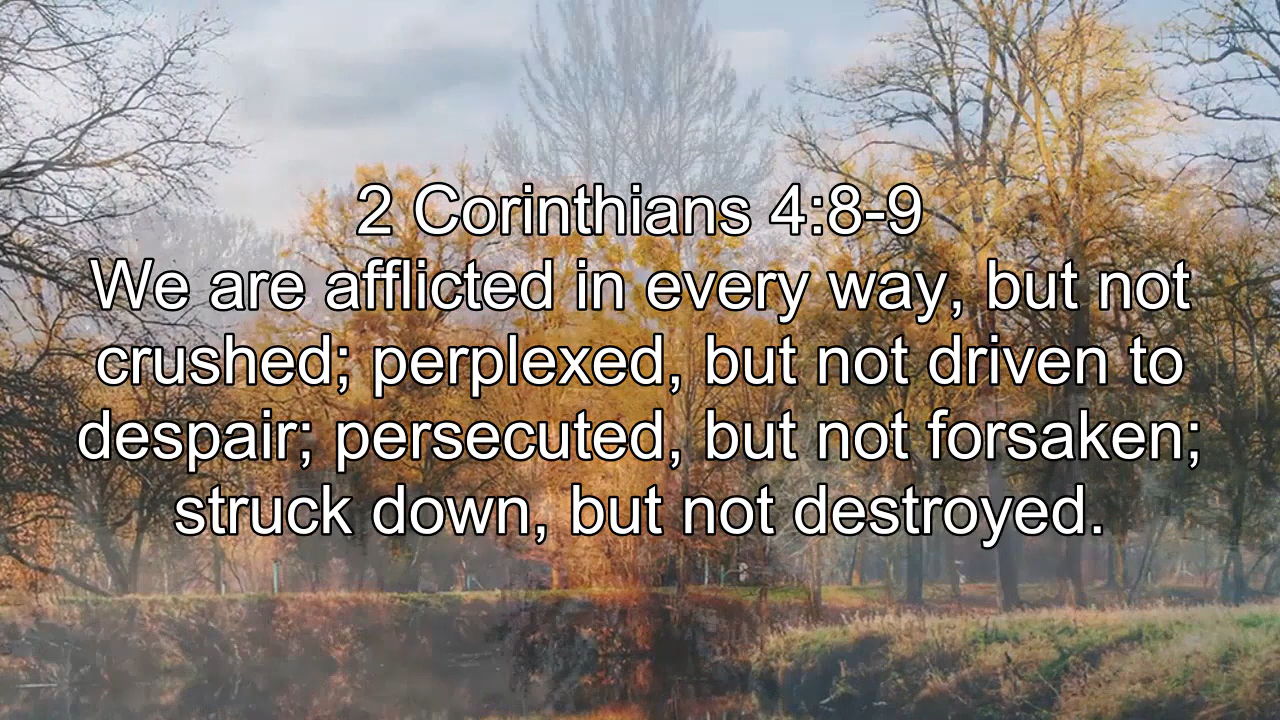 2 Corinthians 4:8-9
We are afflicted in every way, but not
crushed; perplexed, but not driven to
despair; persecuted, but not forsaken;
struck down, but not destroyed.